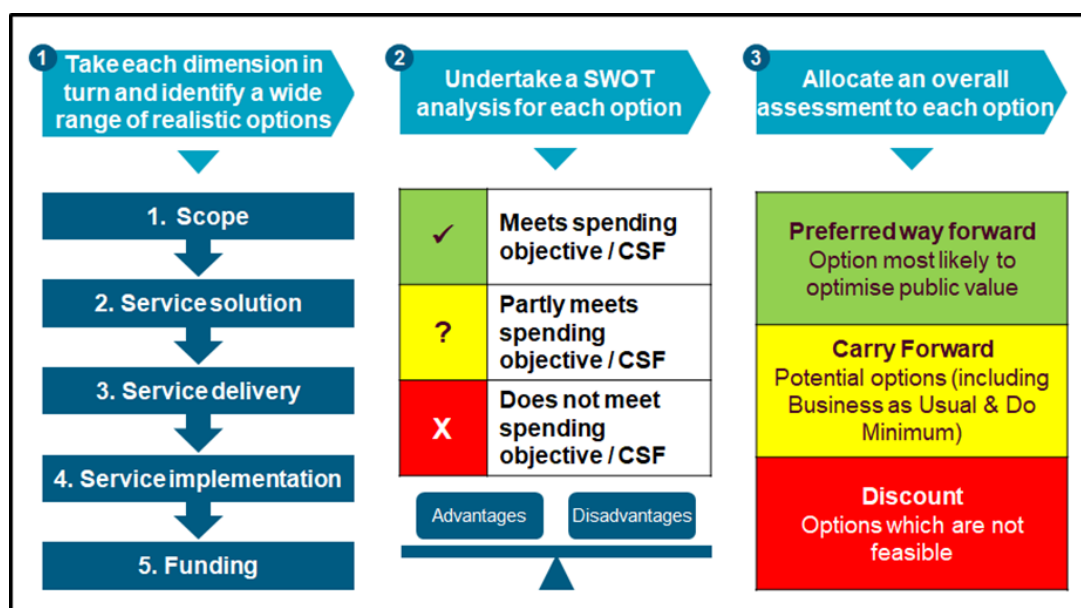 1
Take each dimension in
turn and identify a wide
range of realistic options
1. Scope
2. Service solution
3. Service delivery
4. Service implementation
5. Funding
2
Undertake a SWOT
analysis for each option
✓
Meets spending
objective / CSF
?
Partly meets
spending
objective / CSF
X
Does not meet
spending
objective / CSF
Advantages
Disadvantages
3
Allocate an overall
assessment to each option
Preferred way forward
Option most likely to
optimise public value
Carry Forward
Potential options (including
Business as Usual & Do
Minimum)
Discount
Options which are not
feasible